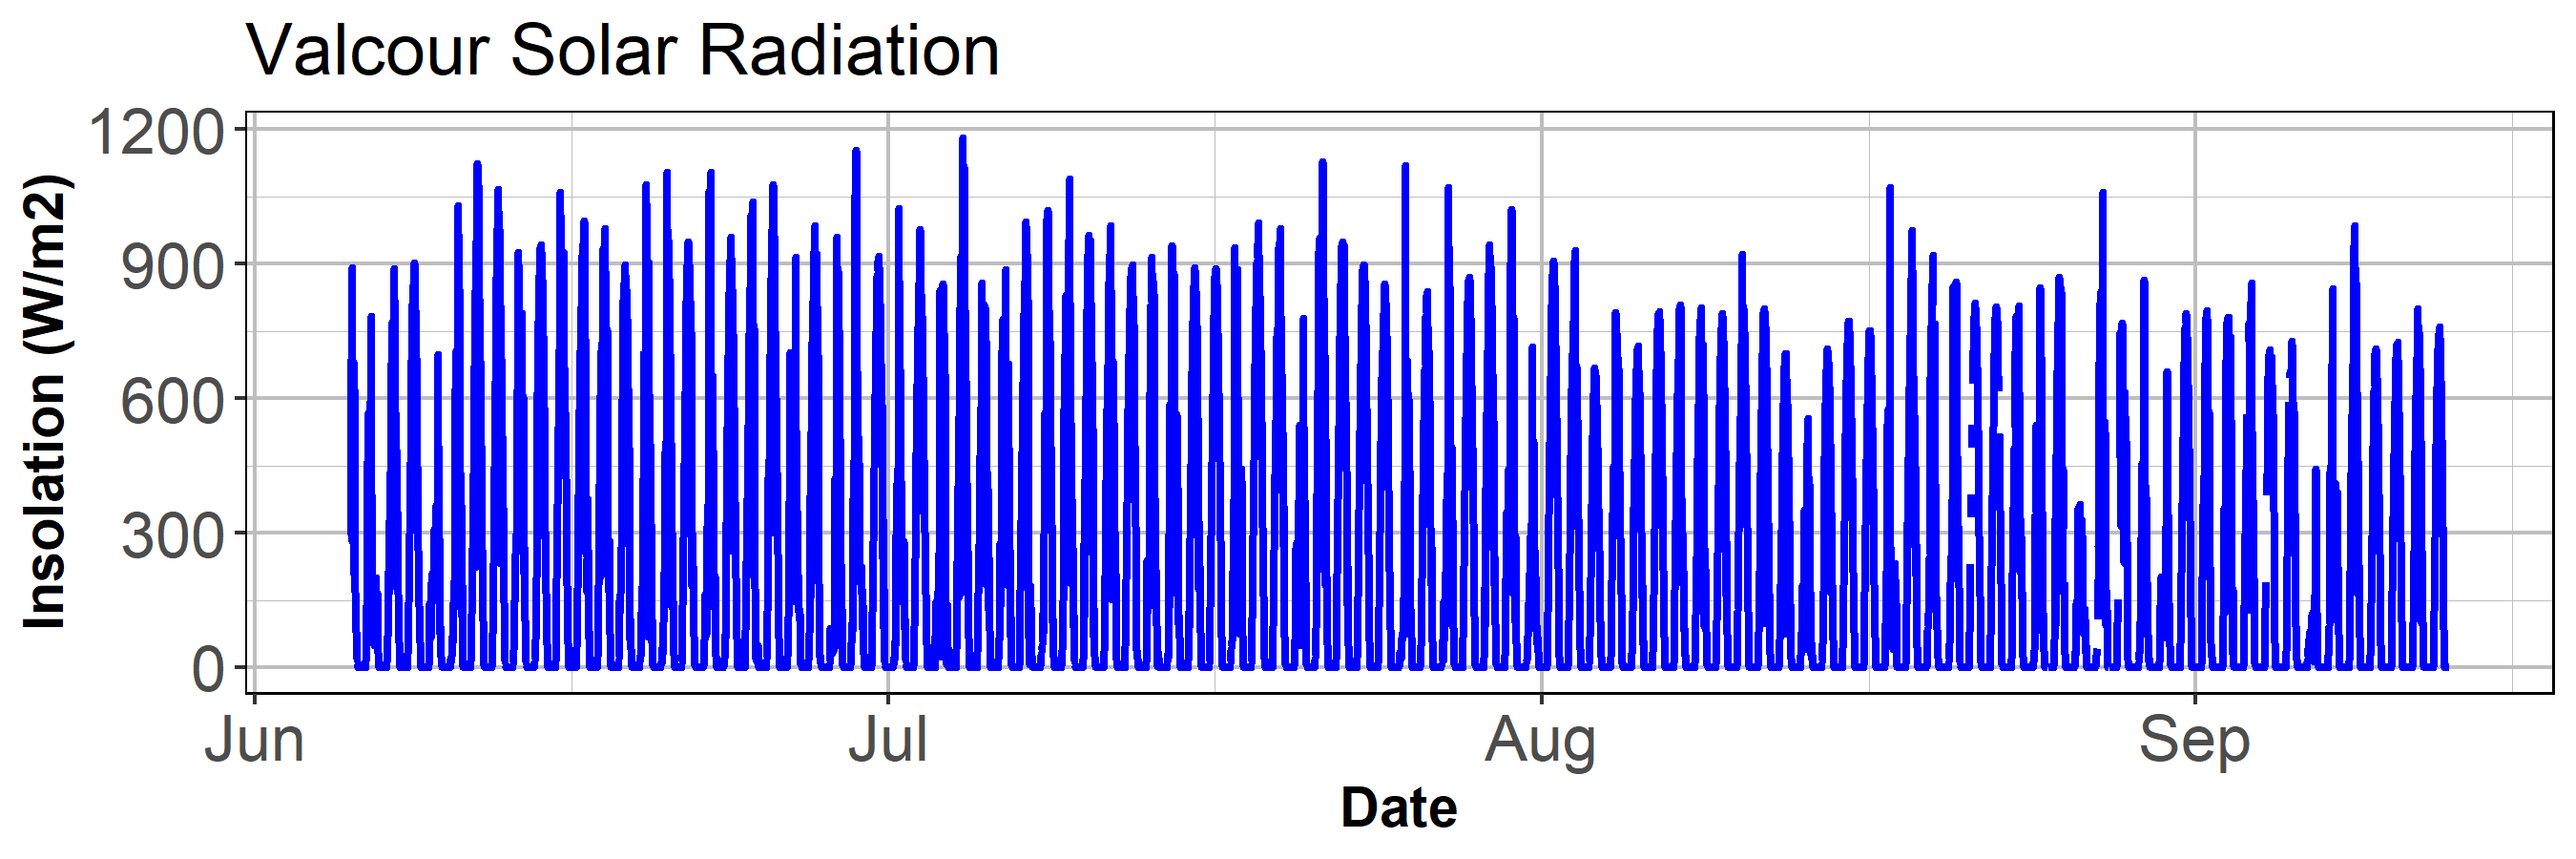 Valcour Solar Radiation
1200
900
600
300
0
Insolation (W/m2)
Jun Jul Aug Sep
Date